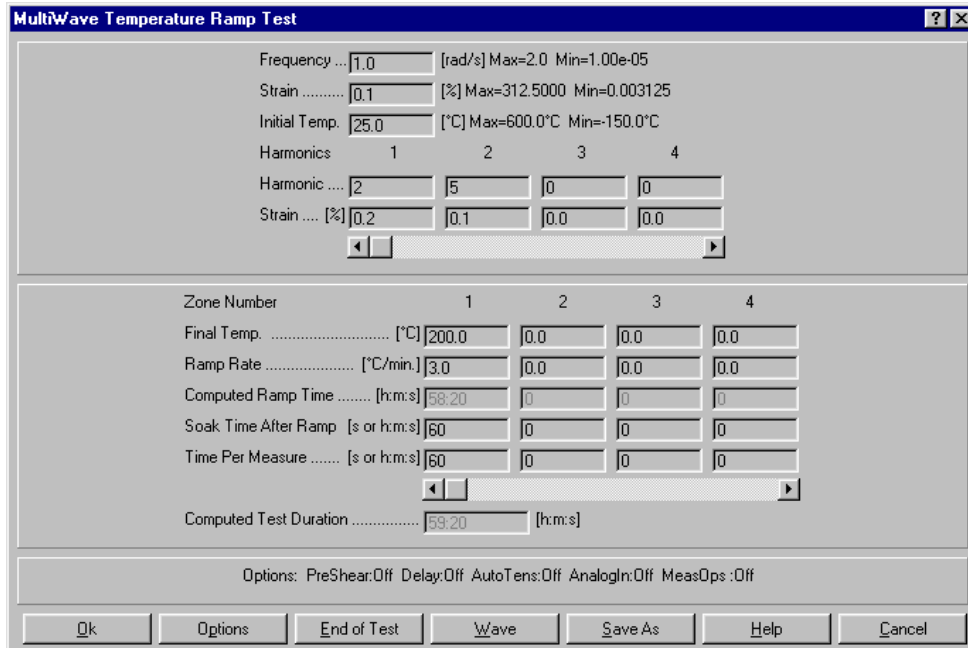 MultiWave Temperature Ramp Test
Frequency ... 1.0 [rad/s] Max=2.0 Min=1.00e-05
Strain .......... 0.1 [%] Max=312.5000 Min=0.003125
Initial Temp. 25.0 [°C] Max=600.0°C Min=-150.0°C
Harmonics 1 2 3 4
Harmonic .... 2 5 0 0
Strain .... [%] 0.2 0.1 0.0 0.0
Zone Number 1 2 3 4
Final Temp. ............................ [°C] 200.0 0.0 0.0 0.0
Ramp Rate ..................... [°C/min.] 3.0 0.0 0.0 0.0
Computed Ramp Time ........ [h:m:s] 58:20 0 0 0
Soak Time After Ramp [s or h:m:s] 60 0 0 0
Time Per Measure ....... [s or h:m:s] 60 0 0 0
Computed Test Duration ................ 59:20 [h:m:s]
Options: PreShear:Off Delay:Off AutoTens:Off AnalogIn:Off MeasOps :Off
Ok Options End of Test Wave Save As Help Cancel